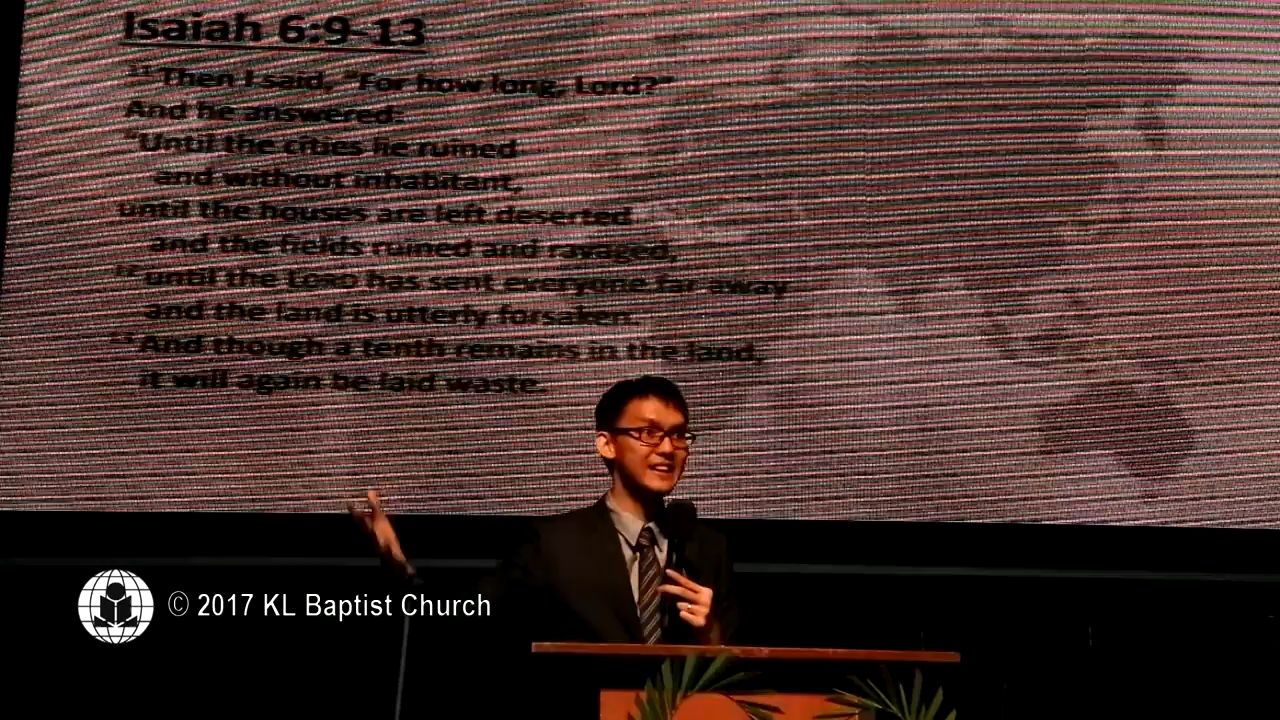 Isaiah 6:9-13
11 Then I said, "For how long, Lord?"
And he answered:
"Until the cities lie ruined
and without inhabitant,
until the houses are left deserted
and the fields ruined and ravaged,
12 until the LORD has sent everyone far away
and the land is utterly forsaken.
13 And though a tenth remains in the land,
it will again be laid waste.
© 2017 KL Baptist Church